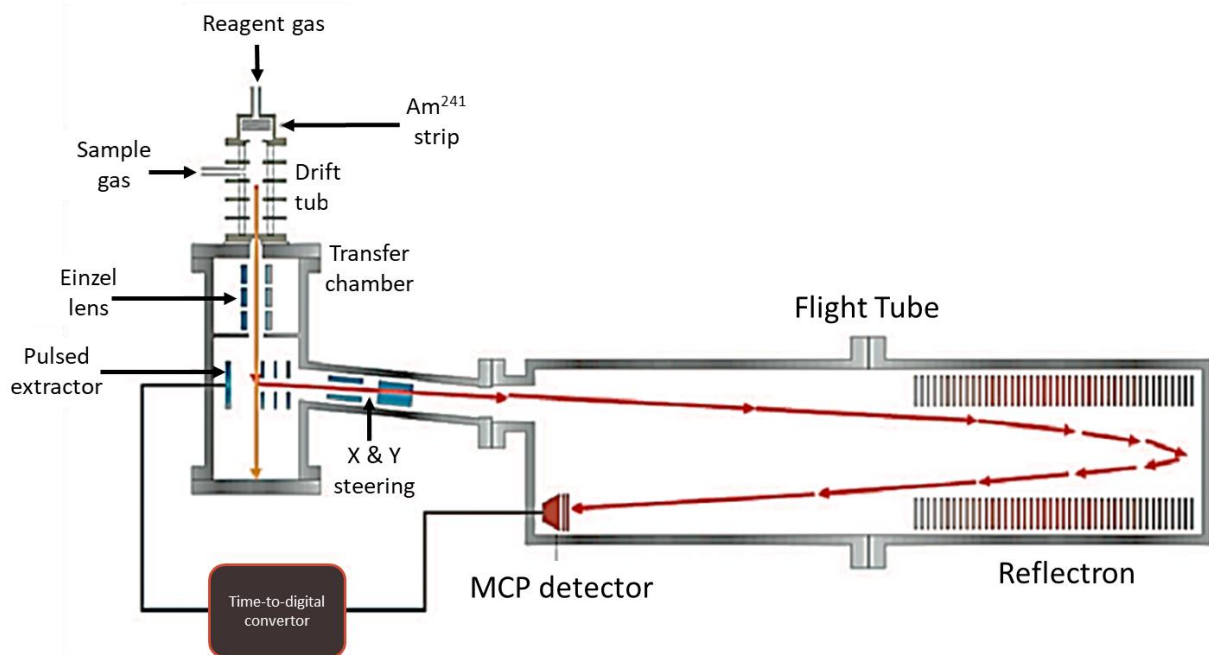 Reagent gas
Am²⁴¹
strip
Sample
gas
Drift
tub
Transfer
chamber
Einzel
lens
Flight Tube
Pulsed
extractor
X & Y
steering
MCP detector
Reflectron
Time-to-digital
convertor